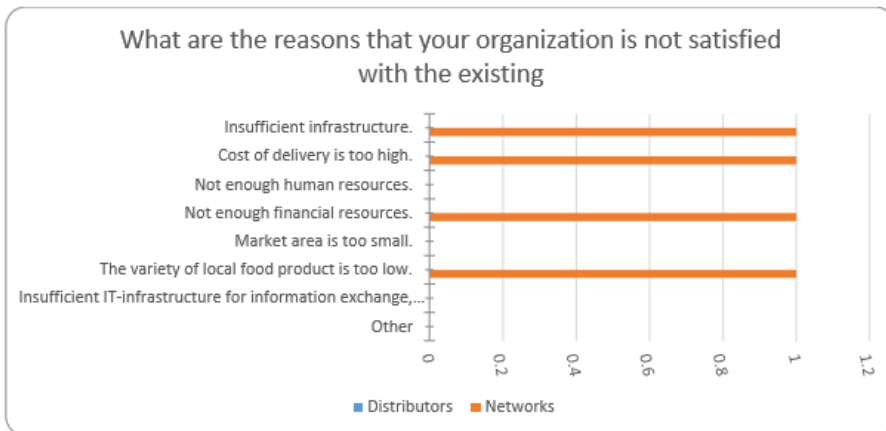 What are the reasons that your organization is not satisfied
with the existing
Insufficient infrastructure.
Cost of delivery is too high.
Not enough human resources.
Not enough financial resources.
Market area is too small.
The variety of local food product is too low.
Insufficient IT-infrastructure for information exchange,...
Other
0 0.2 0.4 0.6 0.8 1 1.2
Distributors Networks